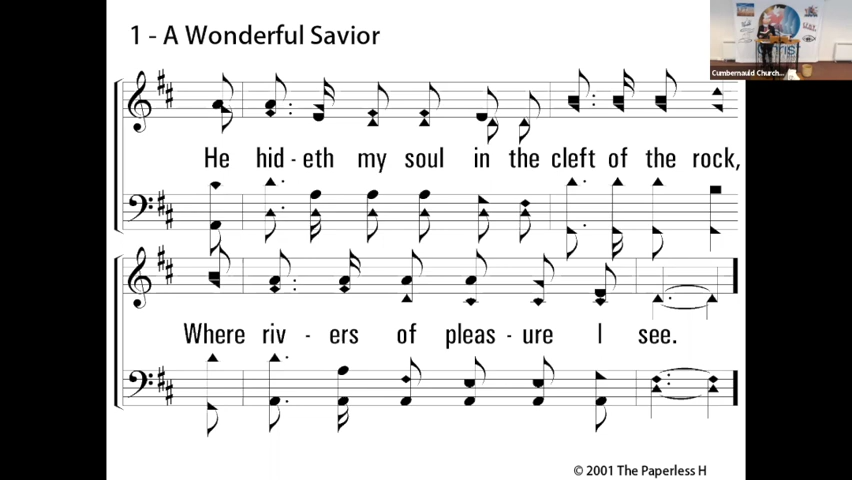 1 - A Wonderful Savior
Cumbernauld Church...
He hid - eth my soul in the cleft of the rock,
Where riv - ers of pleas - ure I see.
© 2001 The Paperless H